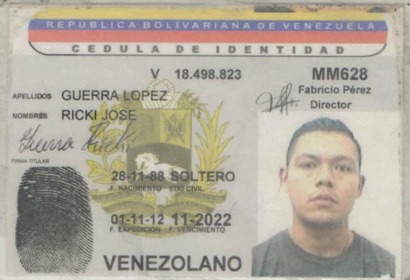 REPUBLICA BOLIVARIANA DE VENEZUELA
CEDULA DE IDENTIDAD
V 18.498.823 MM628
Fabricio Pérez
Director
APELLIDOS GUERRA LOPEZ
NOMBRES RICKI JOSE
Guerra Ricki
FIRMA TITULAR
28-11-88 SOLTERO
F. NACIMIENTO EDO CIVIL
01-11-12 11-2022
F. EXPEDICION F. VENCIMIENTO
VENEZOLANO